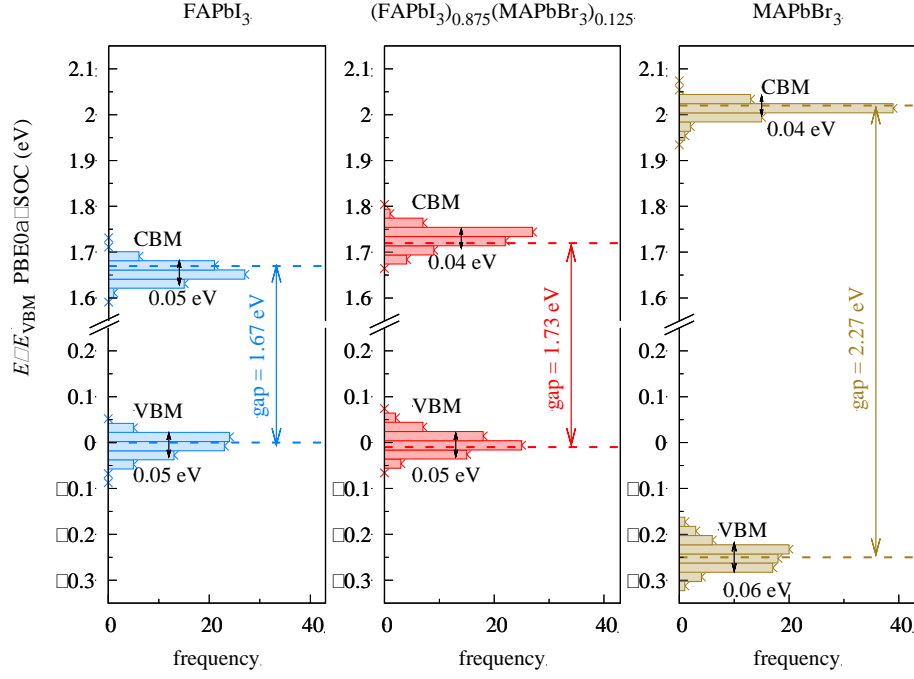 FAPbI3
(FAPbI3)0.875(MAPbBr3)0.125
MAPbBr3
E□E VBM PBE0α□SOC (eV)
2.1
2
1.9
1.8
1.7
1.6
0.2
0.1
0
□0.1
□0.2
□0.3
CBM
0.05 eV
gap = 1.67 eV
VBM
0.05 eV
0 20 40
frequency
2.1
2
1.9
1.8
1.7
1.6
0.2
0.1
0
□0.1
□0.2
□0.3
CBM
0.04 eV
gap = 1.73 eV
VBM
0.05 eV
0 20 40
frequency
2.1
2
1.9
1.8
1.7
1.6
0.2
0.1
0
□0.1
□0.2
□0.3
CBM
0.04 eV
gap = 2.27 eV
VBM
0.06 eV
0 20 40
frequency